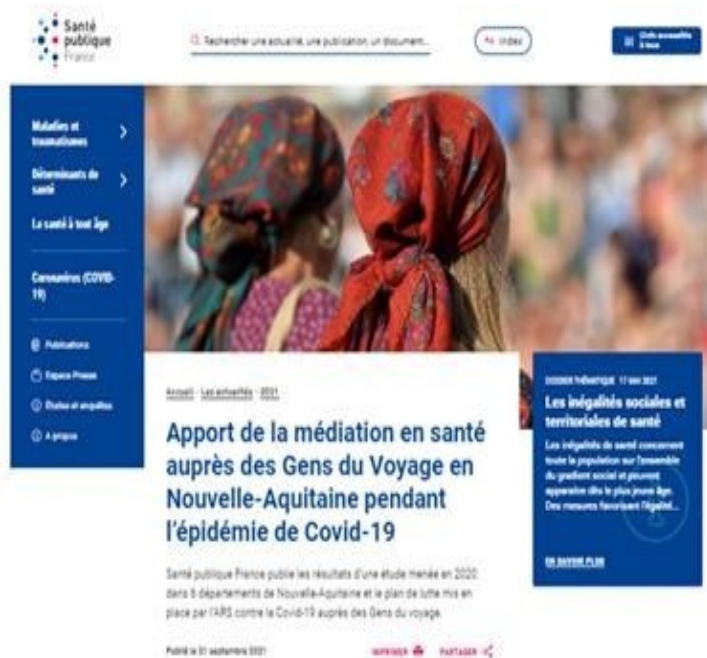 Santé
publique
France
Rechercher une actualité, une publication, un document...
Index
Maladies et
traumatismes
Déterminants de
santé
La santé à tout âge
Coronavirus (COVID-
19)
Publications
Espace Presse
Études et enquêtes
A propos
Accueil - Les actualités - 2021
Apport de la médiation en santé
auprès des Gens du Voyage en
Nouvelle-Aquitaine pendant
l'épidémie de Covid-19
Santé publique France publie les résultats d'une étude menée en 2020
dans 6 départements de Nouvelle-Aquitaine et le plan de lutte mis en
place par l'ARS contre la Covid-19 auprès des Gens du voyage.
Publié le 21 septembre 2021
IMPRIMER PARTAGER
DOSSIER THÉMATIQUE 17 2021
Les inégalités sociales et
territoriales de santé
Les inégalités de santé concernent
toute la population sur l'ensemble
du gradient social et peuvent
apparaître dès le plus jeune âge.
Des mesures favorisant l'égalité...
EN SAVOIR PLUS